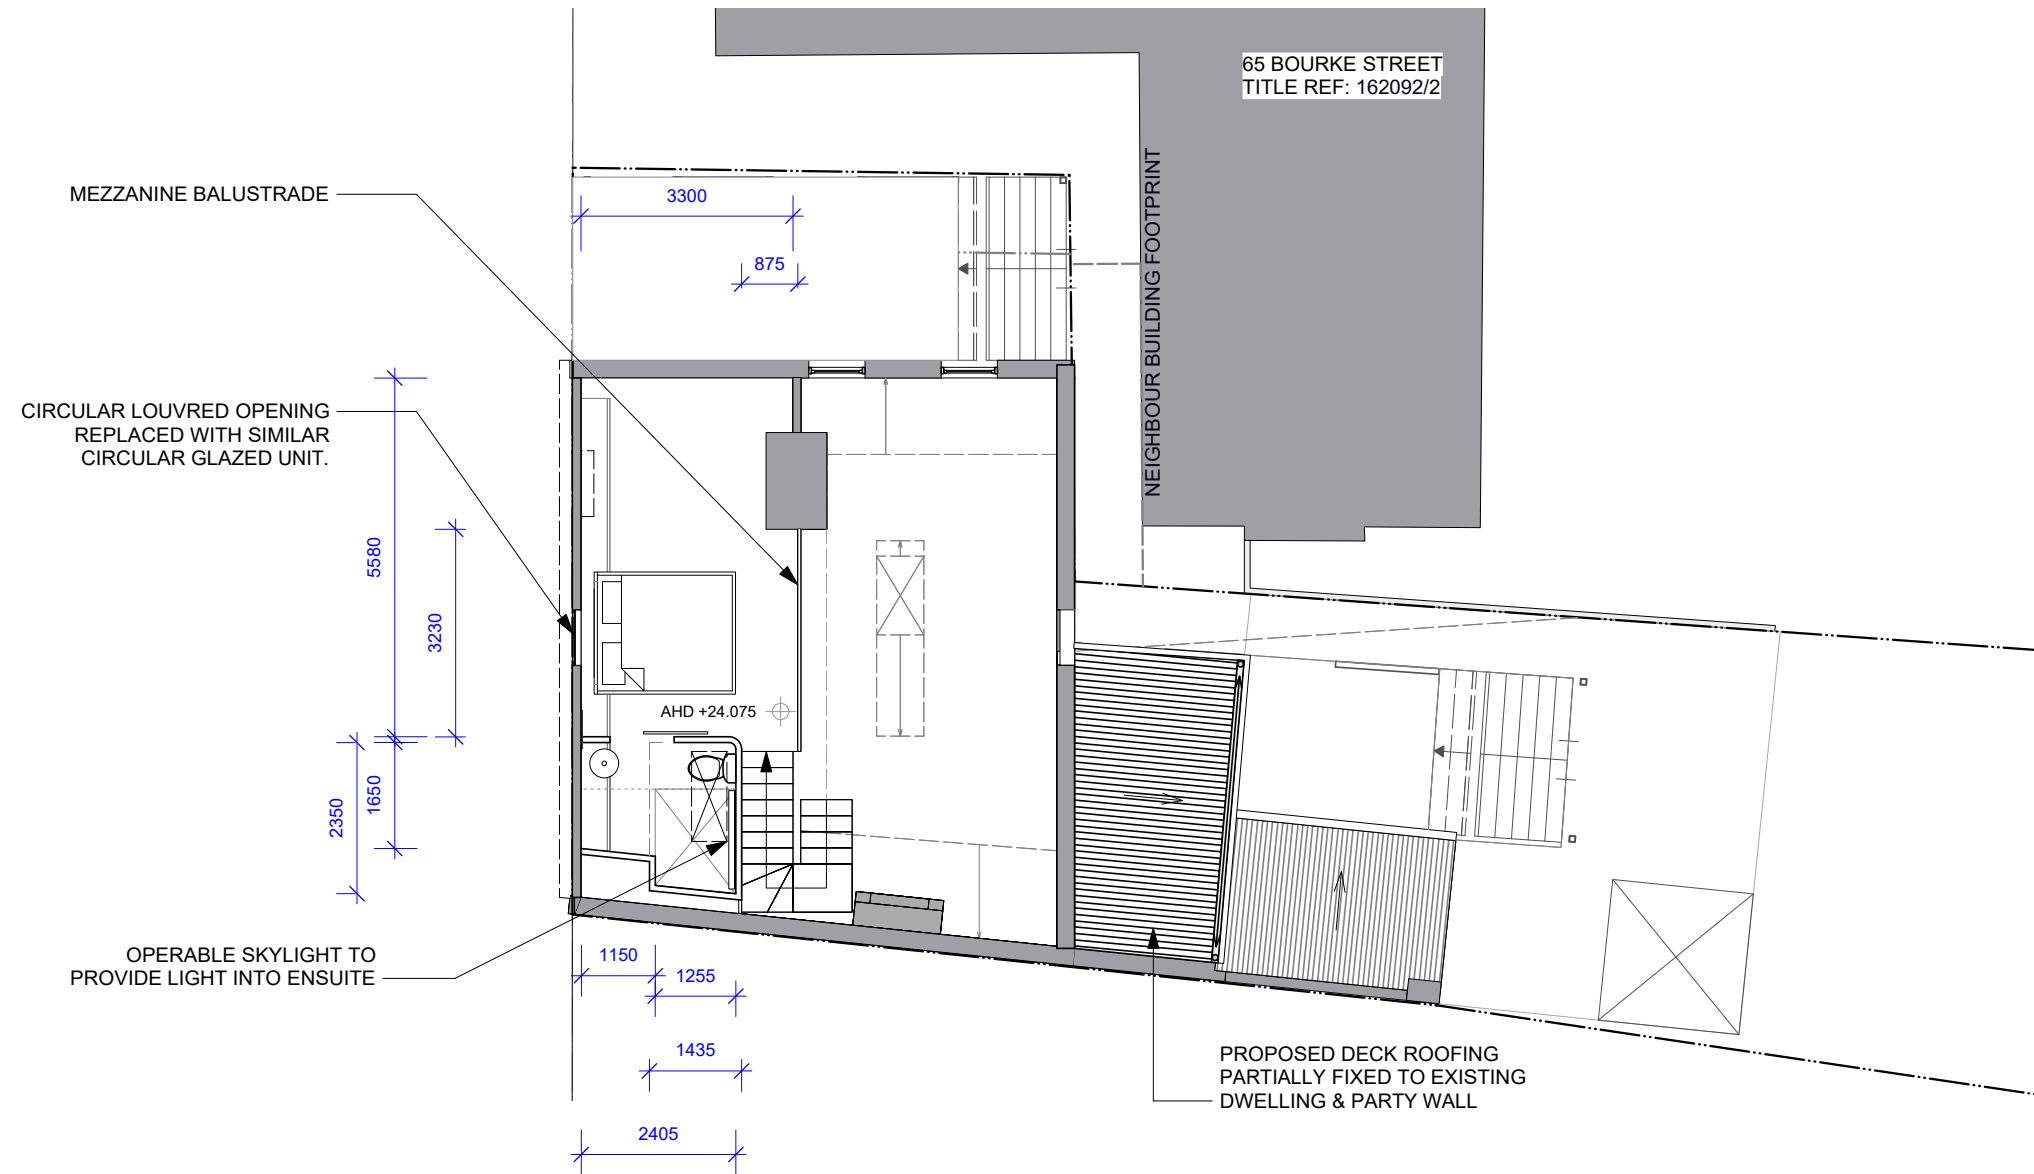 65 BOURKE STREET
TITLE REF: 162092/2
NEIGHBOUR BUILDING FOOTPRINT
MEZZANINE BALUSTRADE
3300
875
CIRCULAR LOUVRED OPENING
REPLACED WITH SIMILAR
CIRCULAR GLAZED UNIT.
5580
3230
AHD +24.075
2350
1650
OPERABLE SKYLIGHT TO
PROVIDE LIGHT INTO ENSUITE
1150
1255
1435
2405
PROPOSED DECK ROOFING
PARTIALLY FIXED TO EXISTING
DWELLING & PARTY WALL